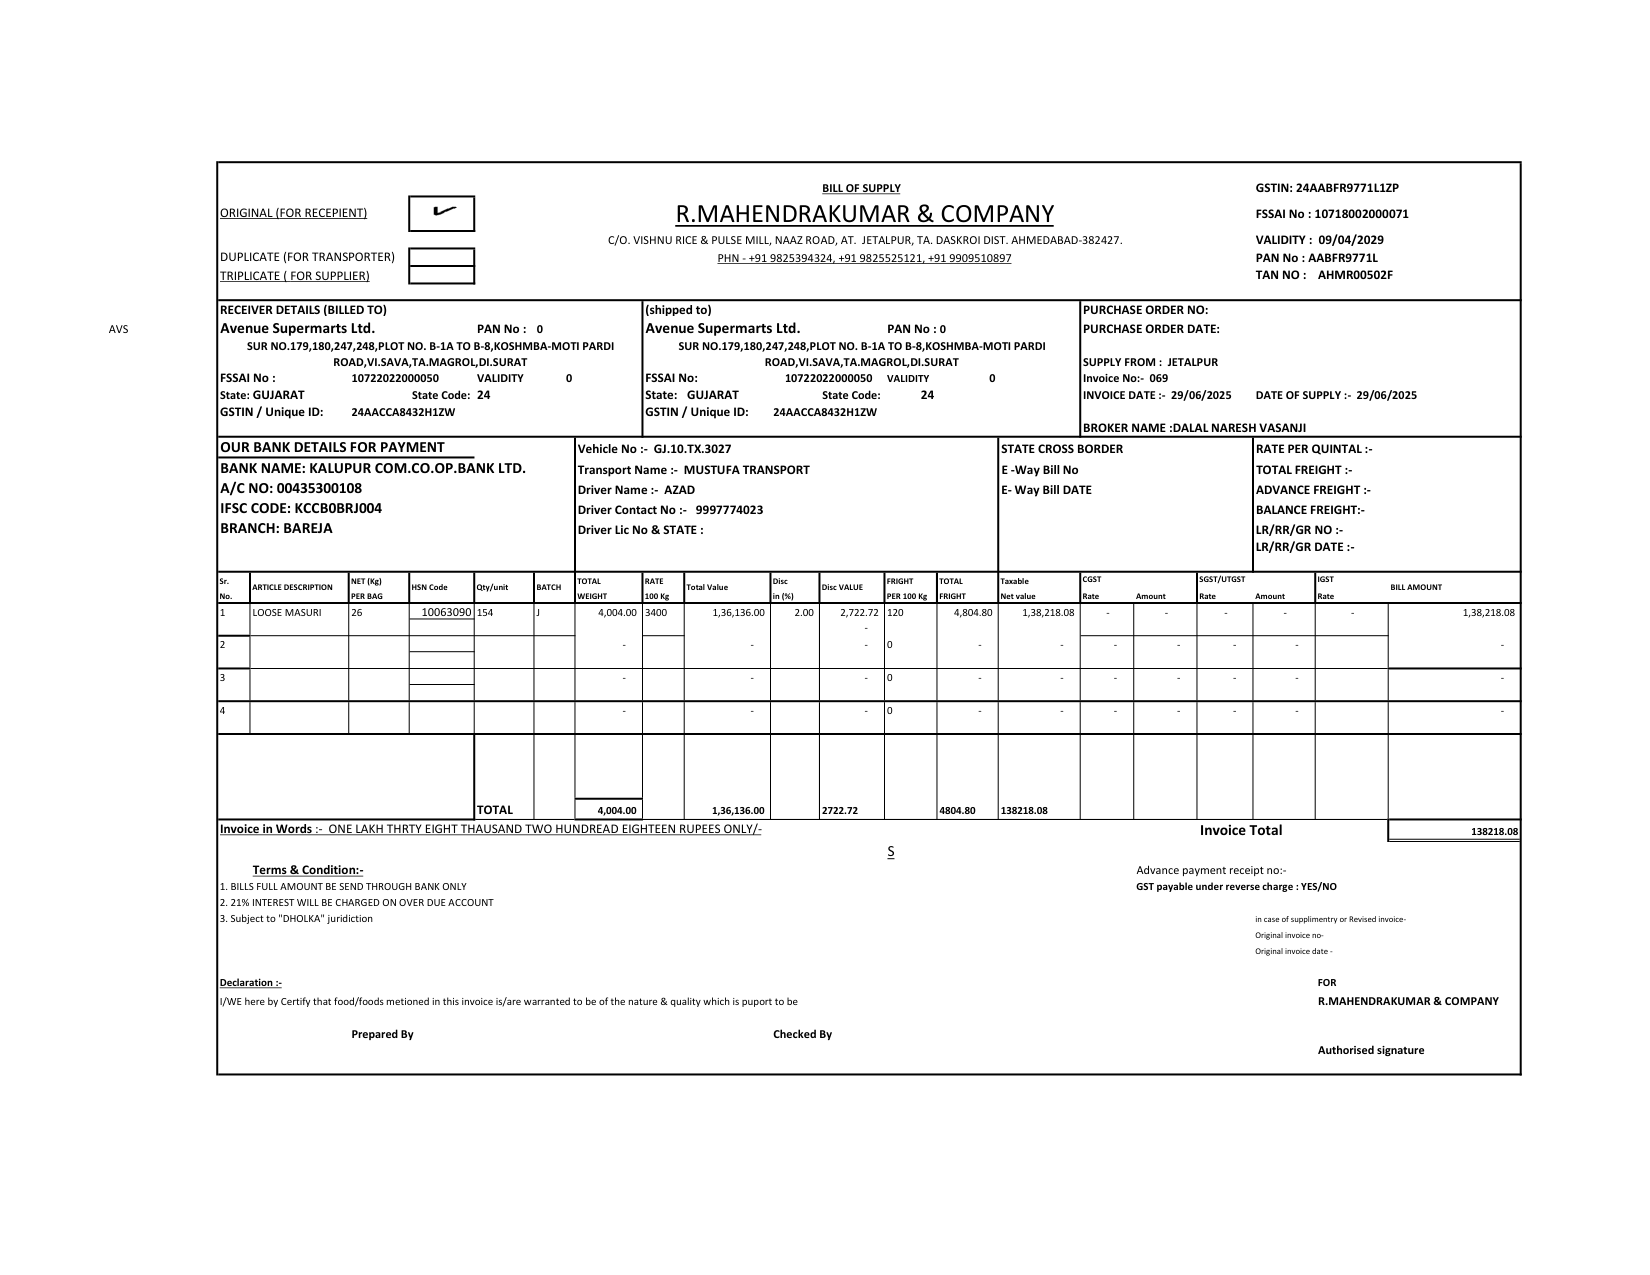 BILL OF SUPPLY
GSTIN: 24AABFR9771L1ZP
ORIGINAL (FOR RECEPIENT)
R.MAHENDRAKUMAR & COMPANY
FSSAI No : 10718002000071
C/O. VISHNU RICE & PULSE MILL, NAAZ ROAD, AT. JETALPUR, TA. DASKROI DIST. AHMEDABAD-382427.
VALIDITY : 09/04/2029
DUPLICATE (FOR TRANSPORTER)
PHN - +91 9825394324, +91 9825525121, +91 9909510897
PAN No : AABFR9771L
TRIPLICATE ( FOR SUPPLIER)
TAN NO : AHMR00502F
AVS
RECEIVER DETAILS (BILLED TO)
Avenue Supermarts Ltd. PAN No : 0
SUR NO.179,180,247,248,PLOT NO. B-1A TO B-8,KOSHMBA-MOTI PARDI
ROAD,VI.SAVA,TA.MAGROL,DI.SURAT
FSSAI No : 10722022000050 VALIDITY 0
State: GUJARAT State Code: 24
GSTIN / Unique ID: 24AACCA8432H1ZW
(shipped to)
Avenue Supermarts Ltd. PAN No : 0
SUR NO.179,180,247,248,PLOT NO. B-1A TO B-8,KOSHMBA-MOTI PARDI
ROAD,VI.SAVA,TA.MAGROL,DI.SURAT
FSSAI No: 10722022000050 VALIDITY 0
State: GUJARAT State Code: 24
GSTIN / Unique ID: 24AACCA8432H1ZW
PURCHASE ORDER NO:
PURCHASE ORDER DATE:
SUPPLY FROM : JETALPUR
Invoice No:- 069
INVOICE DATE :- 29/06/2025 DATE OF SUPPLY :- 29/06/2025
BROKER NAME :DALAL NARESH VASANJI
OUR BANK DETAILS FOR PAYMENT
BANK NAME: KALUPUR COM.CO.OP.BANK LTD.
A/C NO: 00435300108
IFSC CODE: KCCB0BRJ004
BRANCH: BAREJA
Vehicle No :- GJ.10.TX.3027
Transport Name :- MUSTUFA TRANSPORT
Driver Name :- AZAD
Driver Contact No :- 9997774023
Driver Lic No & STATE :
STATE CROSS BORDER
E -Way Bill No
E- Way Bill DATE
RATE PER QUINTAL :-
TOTAL FREIGHT :-
ADVANCE FREIGHT :-
BALANCE FREIGHT:-
LR/RR/GR NO :-
LR/RR/GR DATE :-
Sr. NET (Kg) TOTAL RATE Disc FRIGHT TOTAL Taxable CGST SGST/UTGST IGST
ARTICLE DESCRIPTION HSN Code Qty/unit BATCH Total Value Disc VALUE BILL AMOUNT
No. PER BAG WEIGHT 100 Kg in (%) PER 100 Kg FRIGHT Net value Rate Amount Rate Amount Rate
1 LOOSE MASURI 26 10063090 154 J 4,004.00 3400 1,36,136.00 2.00 2,722.72 120 4,804.80 1,38,218.08 - - - - 1,38,218.08
-
2 - - - 0 - - - - - - -
3 - - - 0 - - - - - - -
4 - - - 0 - - - - - - -
TOTAL 4,004.00 1,36,136.00 2722.72 4804.80 138218.08
Invoice in Words :- ONE LAKH THRTY EIGHT THAUSAND TWO HUNDREAD EIGHTEEN RUPEES ONLY/- Invoice Total 138218.08
S
Terms & Condition:- Advance payment receipt no:-
1. BILLS FULL AMOUNT BE SEND THROUGH BANK ONLY GST payable under reverse charge : YES/NO
2. 21% INTEREST WILL BE CHARGED ON OVER DUE ACCOUNT
3. Subject to "DHOLKA" juridiction in case of supplimentry or Revised invoice-
Original invoice no-
Original invoice date -
Declaration :- FOR
I/WE here by Certify that food/foods metioned in this invoice is/are warranted to be of the nature & quality which is puport to be R.MAHENDRAKUMAR & COMPANY
Prepared By Checked By
Authorised signature